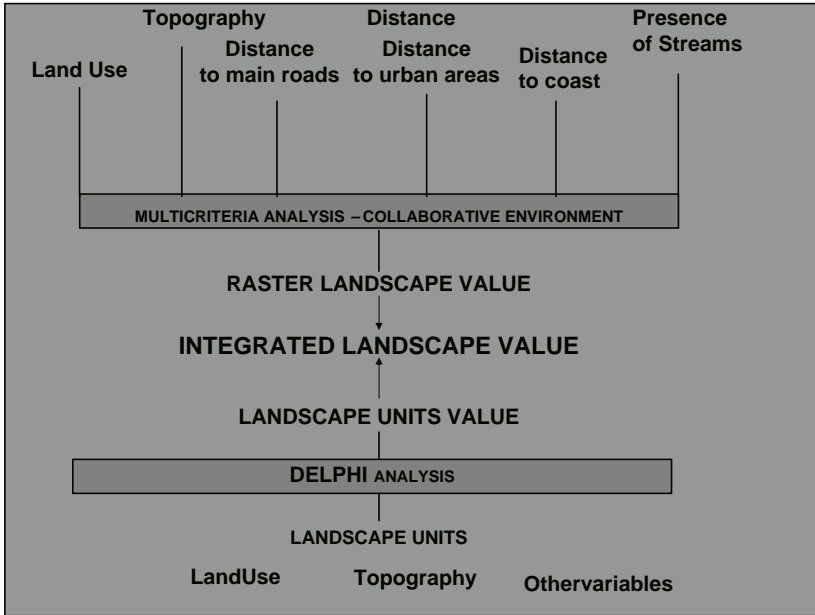 Topography
Distance
Presence
of Streams
Land Use
Distance
to main roads
Distance
to urban areas
Distance
to coast
MULTICRITERIA ANALYSIS – COLLABORATIVE ENVIRONMENT
RASTER LANDSCAPE VALUE
INTEGRATED LANDSCAPE VALUE
LANDSCAPE UNITS VALUE
DELPHI ANALYSIS
LANDSCAPE UNITS
LandUse Topography Othervariables